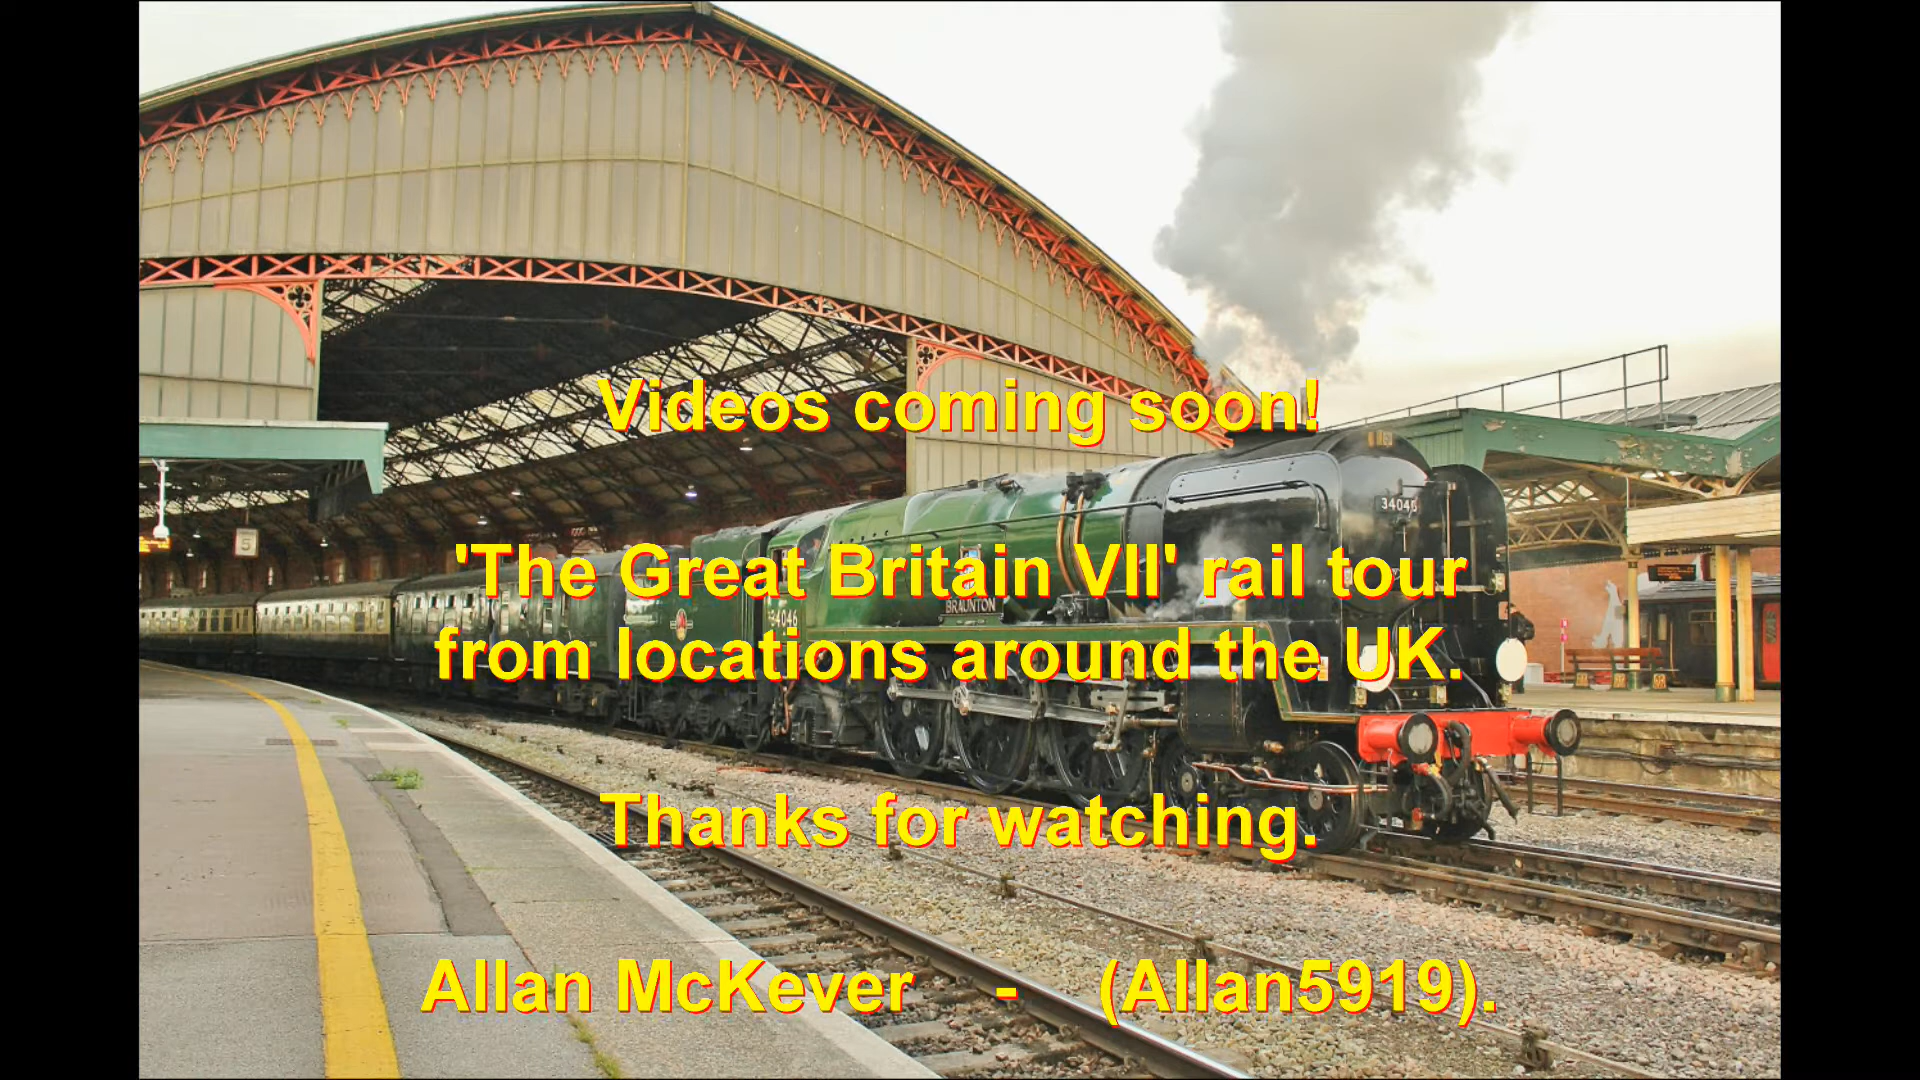 Videos coming soon!
34046
5
'The Great Britain VII' rail tour
BRAUNTON
34046
from locations around the UK.
Thanks for watching.
Allan McKever - (Allan5919).